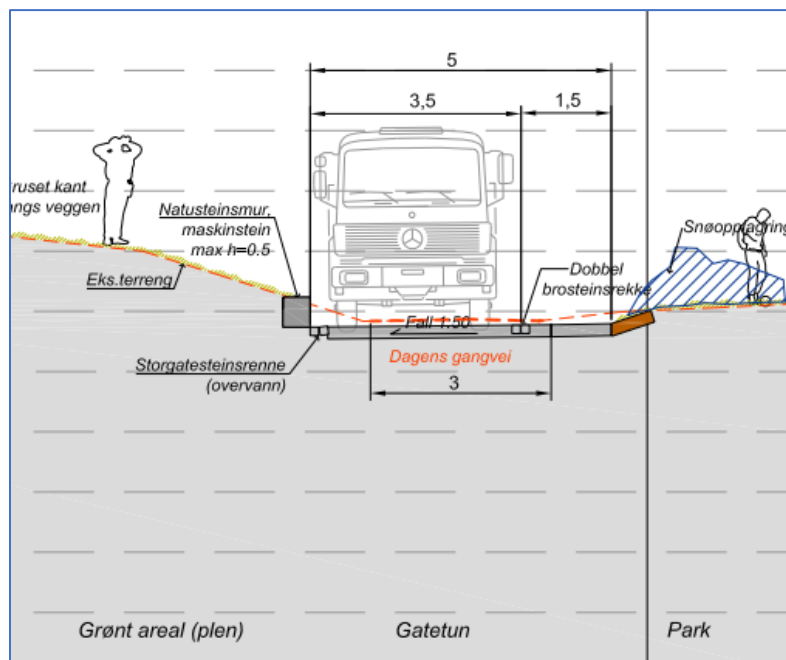 5
3,5
1,5
ruset kant
ngs veggen
Natusteinsmur,
maskinstein
max h=0.5
Snøopplagring
Eks.terreng
Dobbel
brosteinsrekke
Fall 1:50
Storgatesteinsrenne
(overvann)
Dagens gangvei
3
Grønt areal (plen)
Gatetun
Park